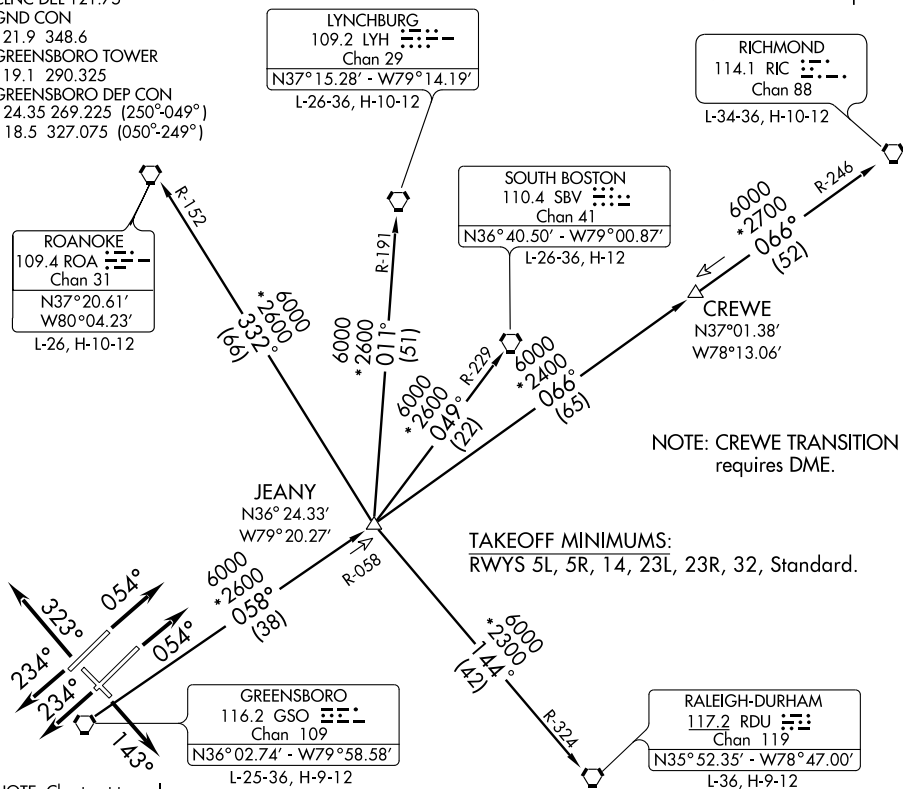 CLNC DEL 121.75
GND CON
21.9 348.6
GREENSBORO TOWER
19.1 290.325
GREENSBORO DEP CON
24.35 269.225 (250°-049°)
18.5 327.075 (050°-249°)
LYNCHBURG
109.2 LYH
Chan 29
N37°15.28' - W79°14.19'
L-26-36, H-10-12
RICHMOND
114.1 RIC
Chan 88
L-34-36, H-10-12
SOUTH BOSTON
110.4 SBV
Chan 41
N36°40.50' - W79°00.87'
L-26-36, H-12
ROANOKE
109.4 ROA
Chan 31
N37°20.61'
W80°04.23'
L-26, H-10-12
R-152
6000
*2600
332°
(66)
R-191
6000
*2600
011°
(51)
R-229
6000
*2600
049°
(22)
6000
*2400
066°
(65)
R-246
6000
*2700
066°
(52)
CREWE
N37°01.38'
W78°13.06'
NOTE: CREWE TRANSITION
requires DME.
JEANY
N36°24.33'
W79°20.27'
R-058
6000
*2600
058°
(38)
TAKEOFF MINIMUMS:
RWYS 5L, 5R, 14, 23L, 23R, 32, Standard.
6000
*2300
144°
(42)
R-324
323°
054°
054°
234°
234°
143°
GREENSBORO
116.2 GSO
Chan 109
N36°02.74' - W79°58.58'
L-25-36, H-9-12
RALEIGH-DURHAM
117.2 RDU
Chan 119
N35°52.35' - W78°47.00'
L-36, H-9-12